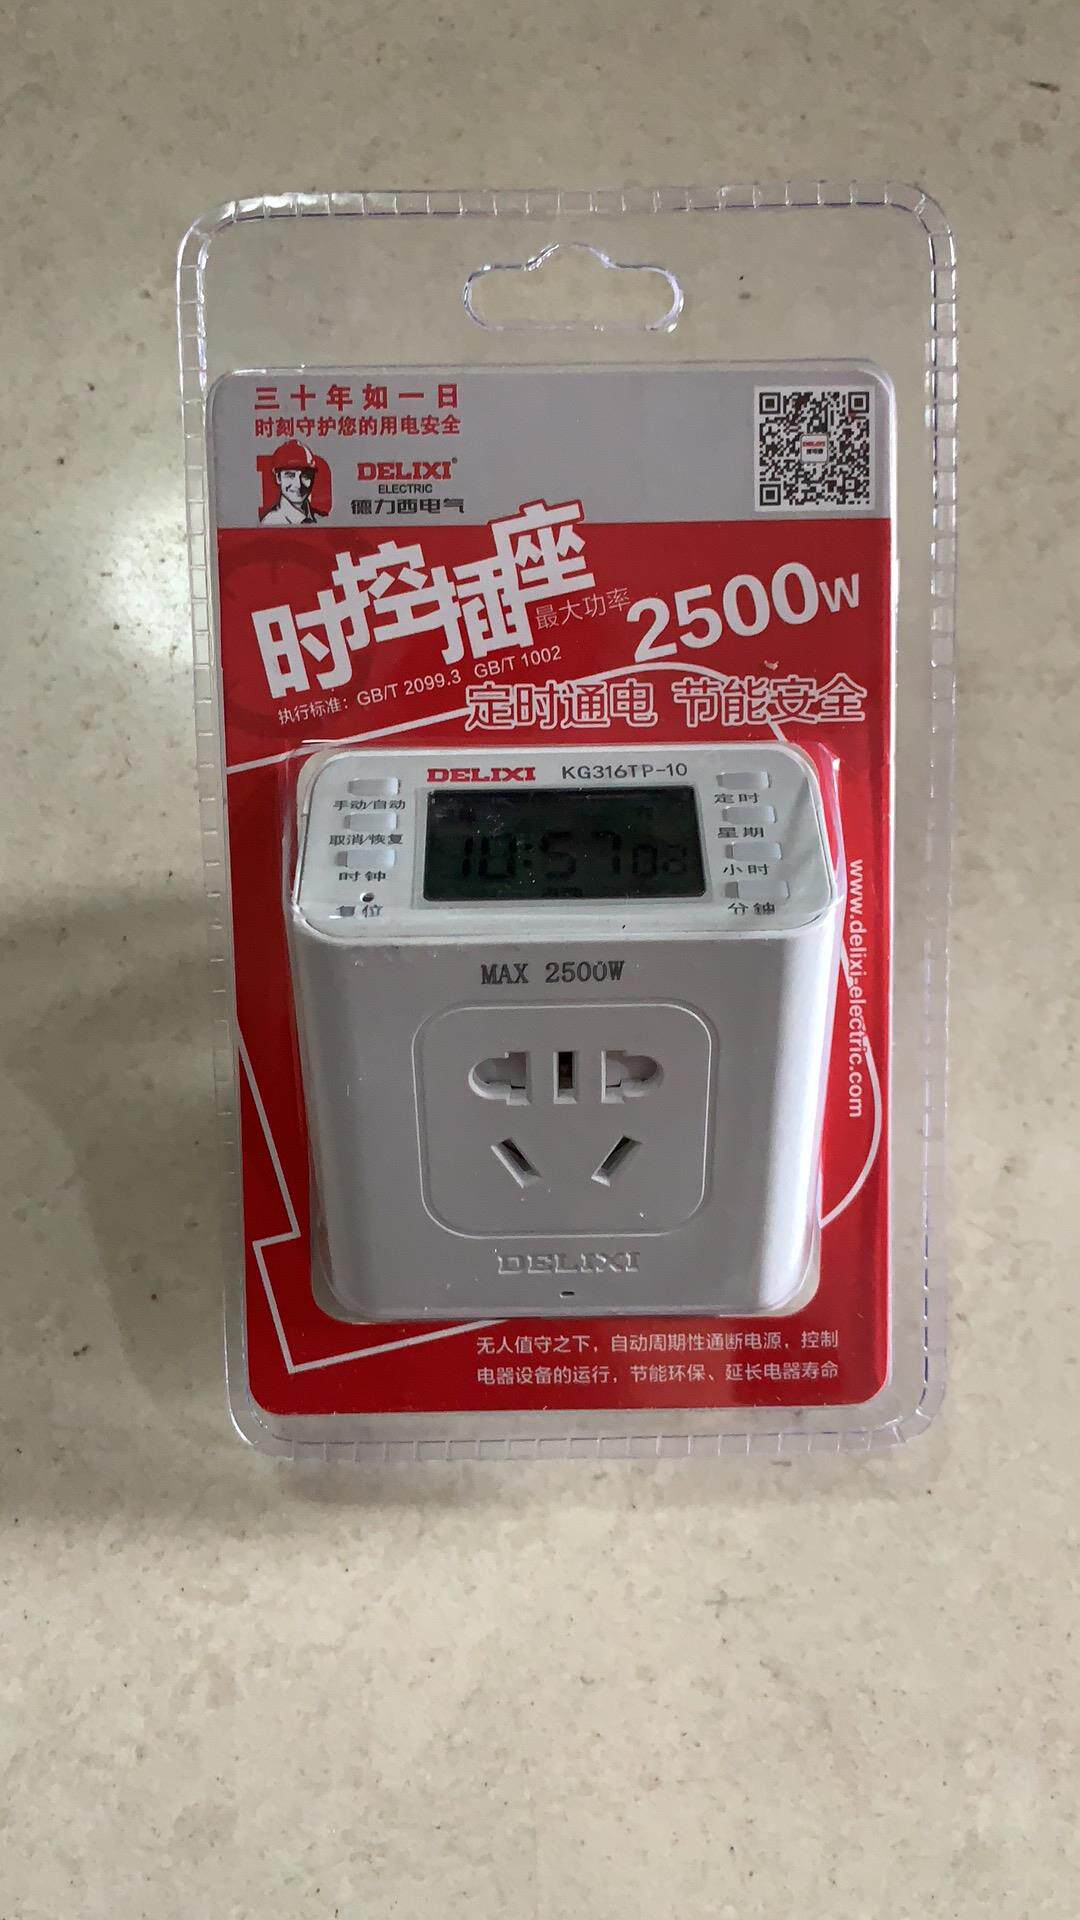 三十年如一日
时刻守护您的用电安全
DELIXI®
ELECTRIC
德力西电气
时控插座
最大功率 2500W
执行标准：GB/T 2099.3 GB/T 1002
定时通电 节能安全
DELIXI KG316TP-10
手动/自动
取消/恢复
时钟
复位
10:57
定时
星期
小时
分钟
MAX 2500W
DELIXI
www.delixi-electric.com
无人值守之下，自动周期性通断电源，控制
电器设备的运行，节能环保、延长电器寿命